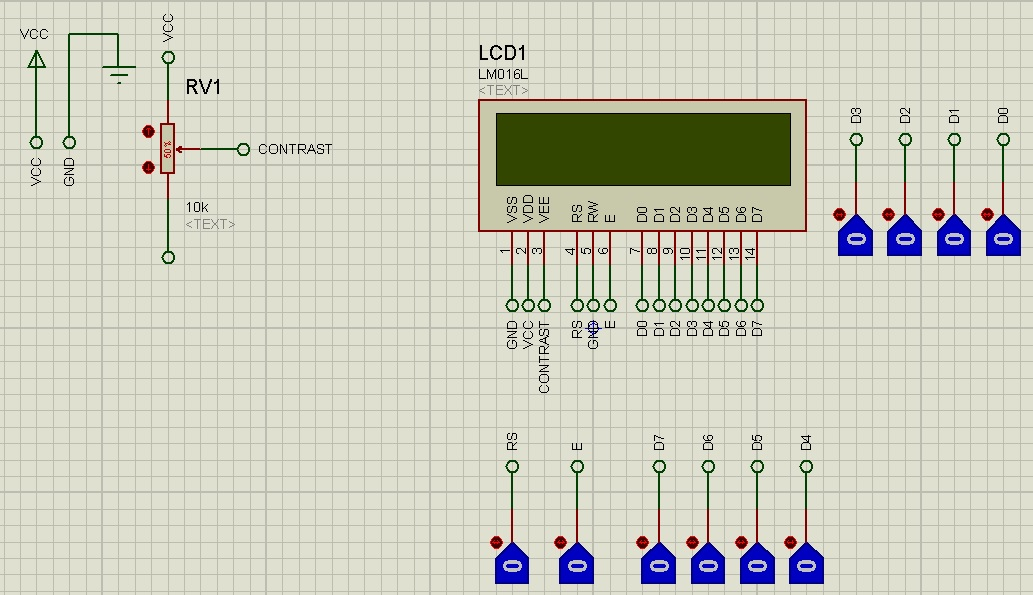 VCC
VCC
GND
VCC
RV1
50%
CONTRAST
10k
<TEXT>
LCD1
LM016L
<TEXT>
VSS VDD VEE RS RW E D0 D1 D2 D3 D4 D5 D6 D7
1 2 3 4 5 6 7 8 9 10 11 12 13 14
GND VCC CONTRAST RS GND E D0 D1 D2 D3 D4 D5 D6 D7
D3 D2 D1 D0
0 0 0 0
RS E D7 D6 D5 D4
0 0 0 0 0 0